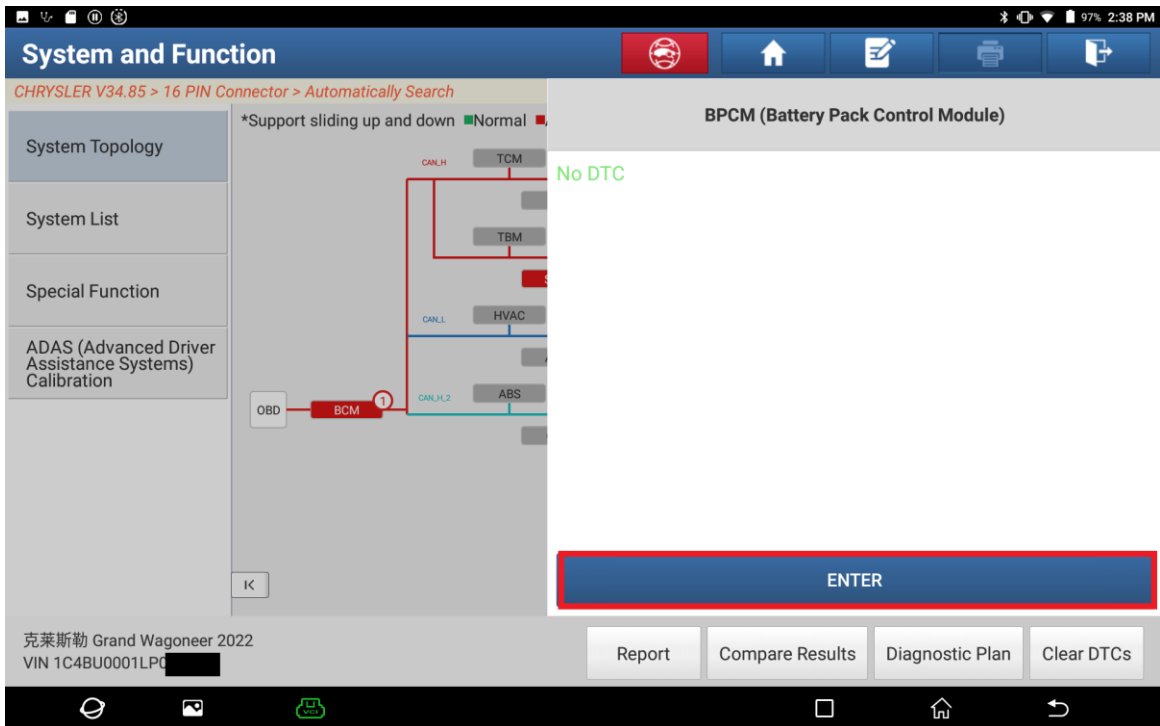 97% 2:38 PM
System and Function
CHRYSLER V34.85 > 16 PIN Connector > Automatically Search
System Topology
System List
Special Function
ADAS (Advanced Driver
Assistance Systems)
Calibration
*Support sliding up and down Normal
CAN_H
TCM
TBM
CAN_L
HVAC
CAN_H_2
ABS
OBD
BCM
1
BPCM (Battery Pack Control Module)
No DTC
ENTER
克莱斯勒 Grand Wagoneer 2022
VIN 1C4BU0001LP0
Report
Compare Results
Diagnostic Plan
Clear DTCs
VCI